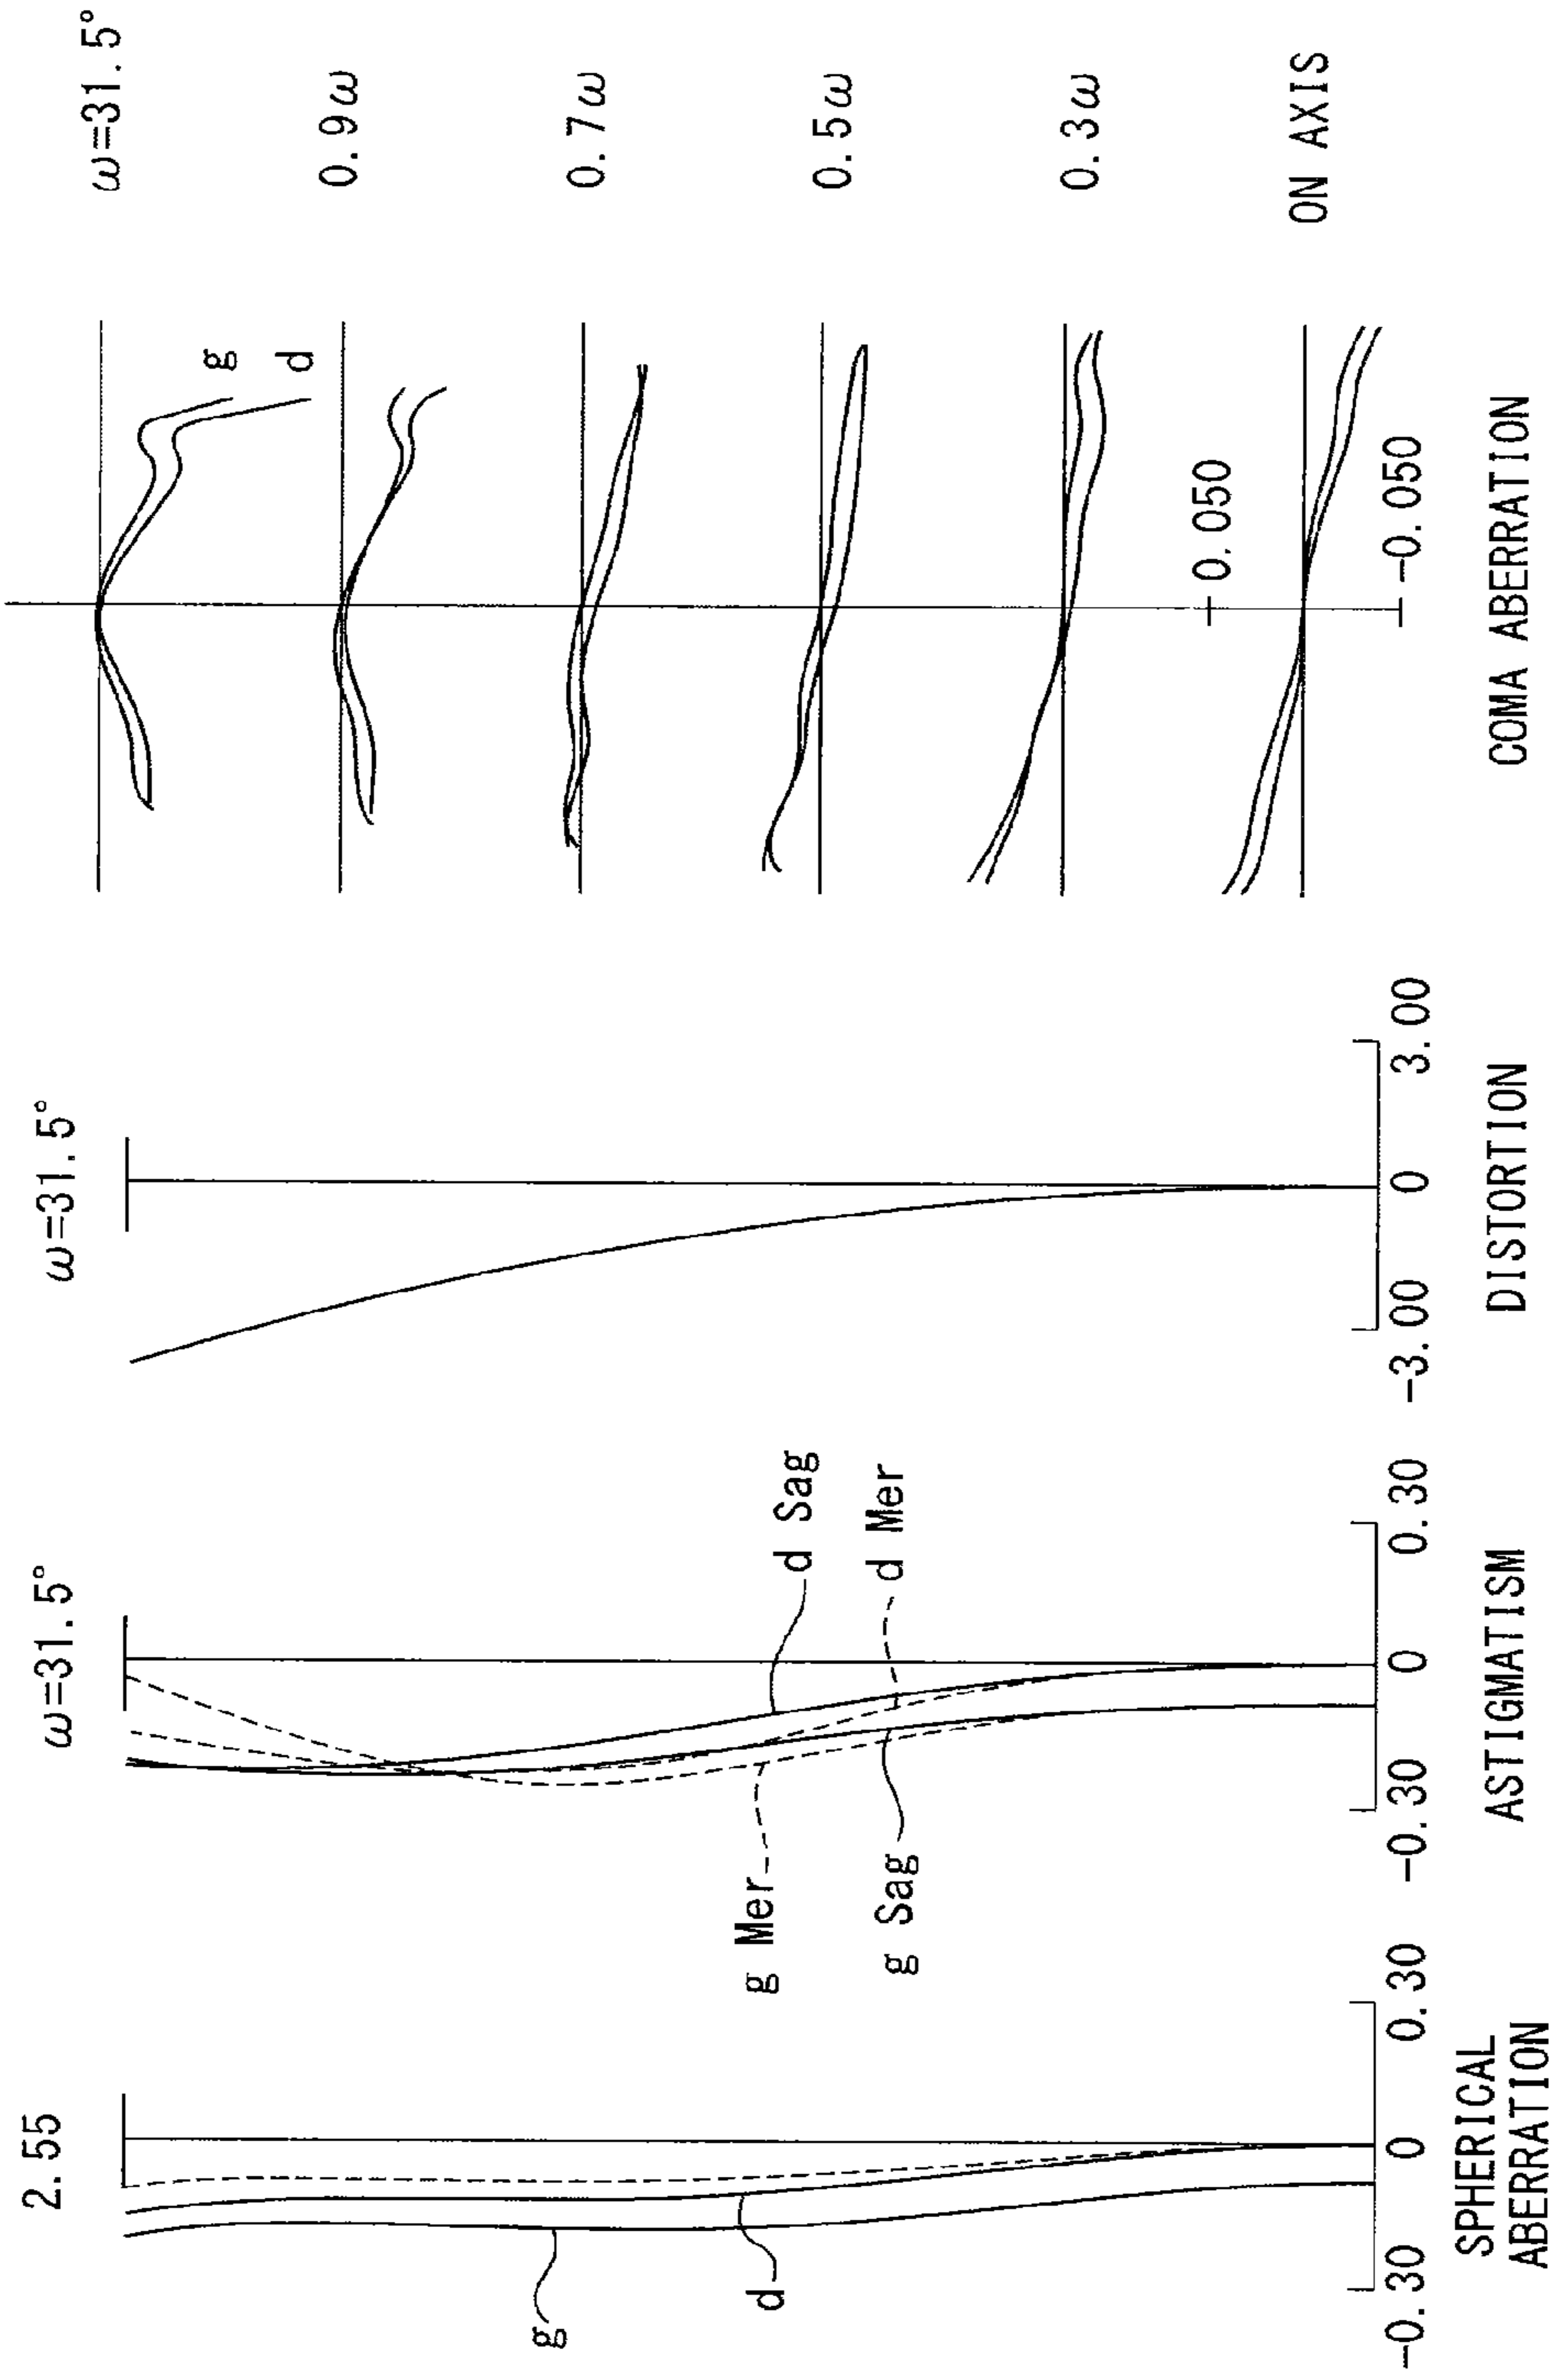 2.55
g
d
-0.30
0
0.30
SPHERICAL
ABERRATION
ω=31.5°
d Sag
d Mer
g Mer
g Sag
-0.30
0
0.30
ASTIGMATISM
ω=31.5°
-3.00
0
3.00
DISTORTION
ω=31.5°
g
d
0.9ω
0.7ω
0.5ω
0.3ω
0.050
ON AXIS
-0.050
COMA ABERRATION